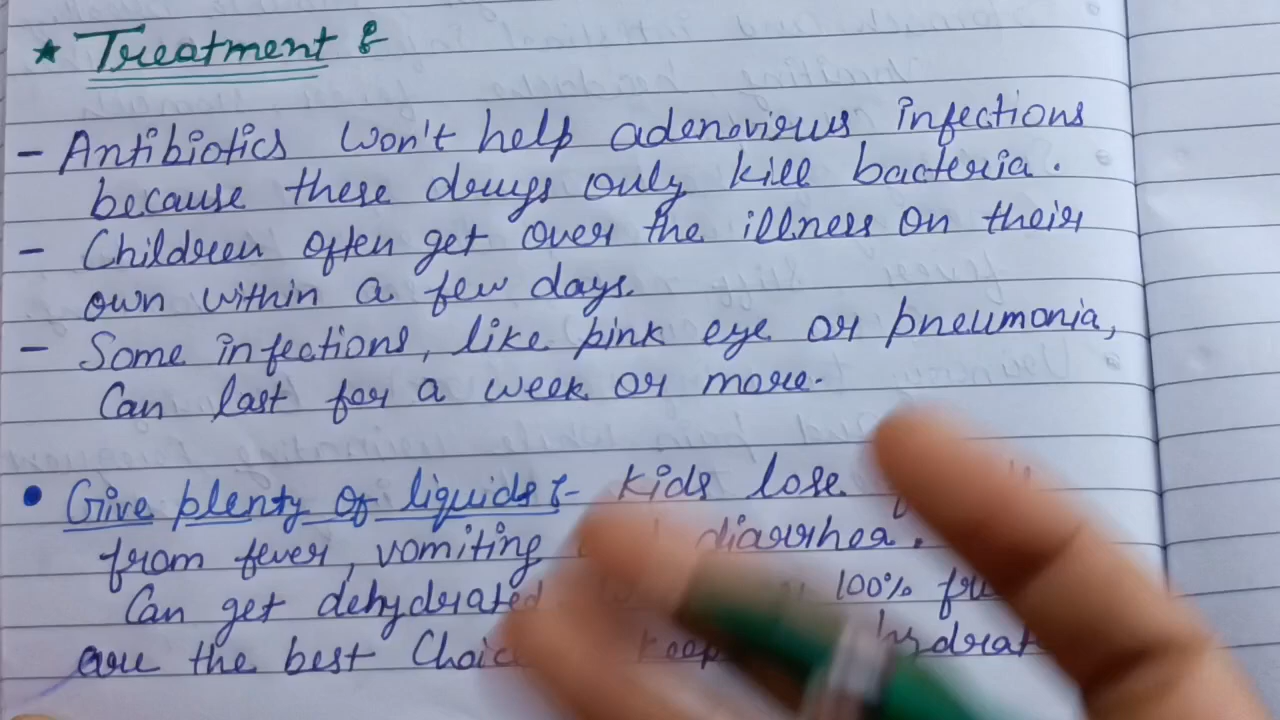 * Treatment :-
- Antibiotics won't help adenovirus infections
because these drugs only kill bacteria.
- Children often get over the illness on their
own within a few days.
- Some infections, like pink eye or pneumonia,
Can last for a week or more.
• Give plenty of liquids :- Kids lose
from fever, vomiting diarrhea.
Can get dehydrated 100%
are the best